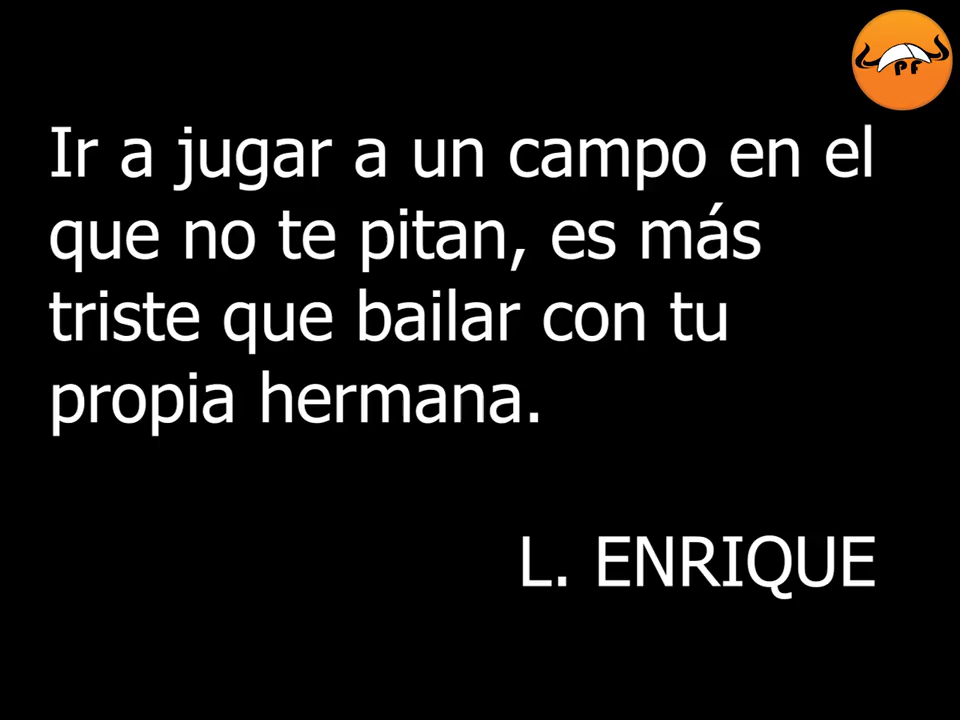 PF
Ir a jugar a un campo en el
que no te pitan, es más
triste que bailar con tu
propia hermana.
L. ENRIQUE